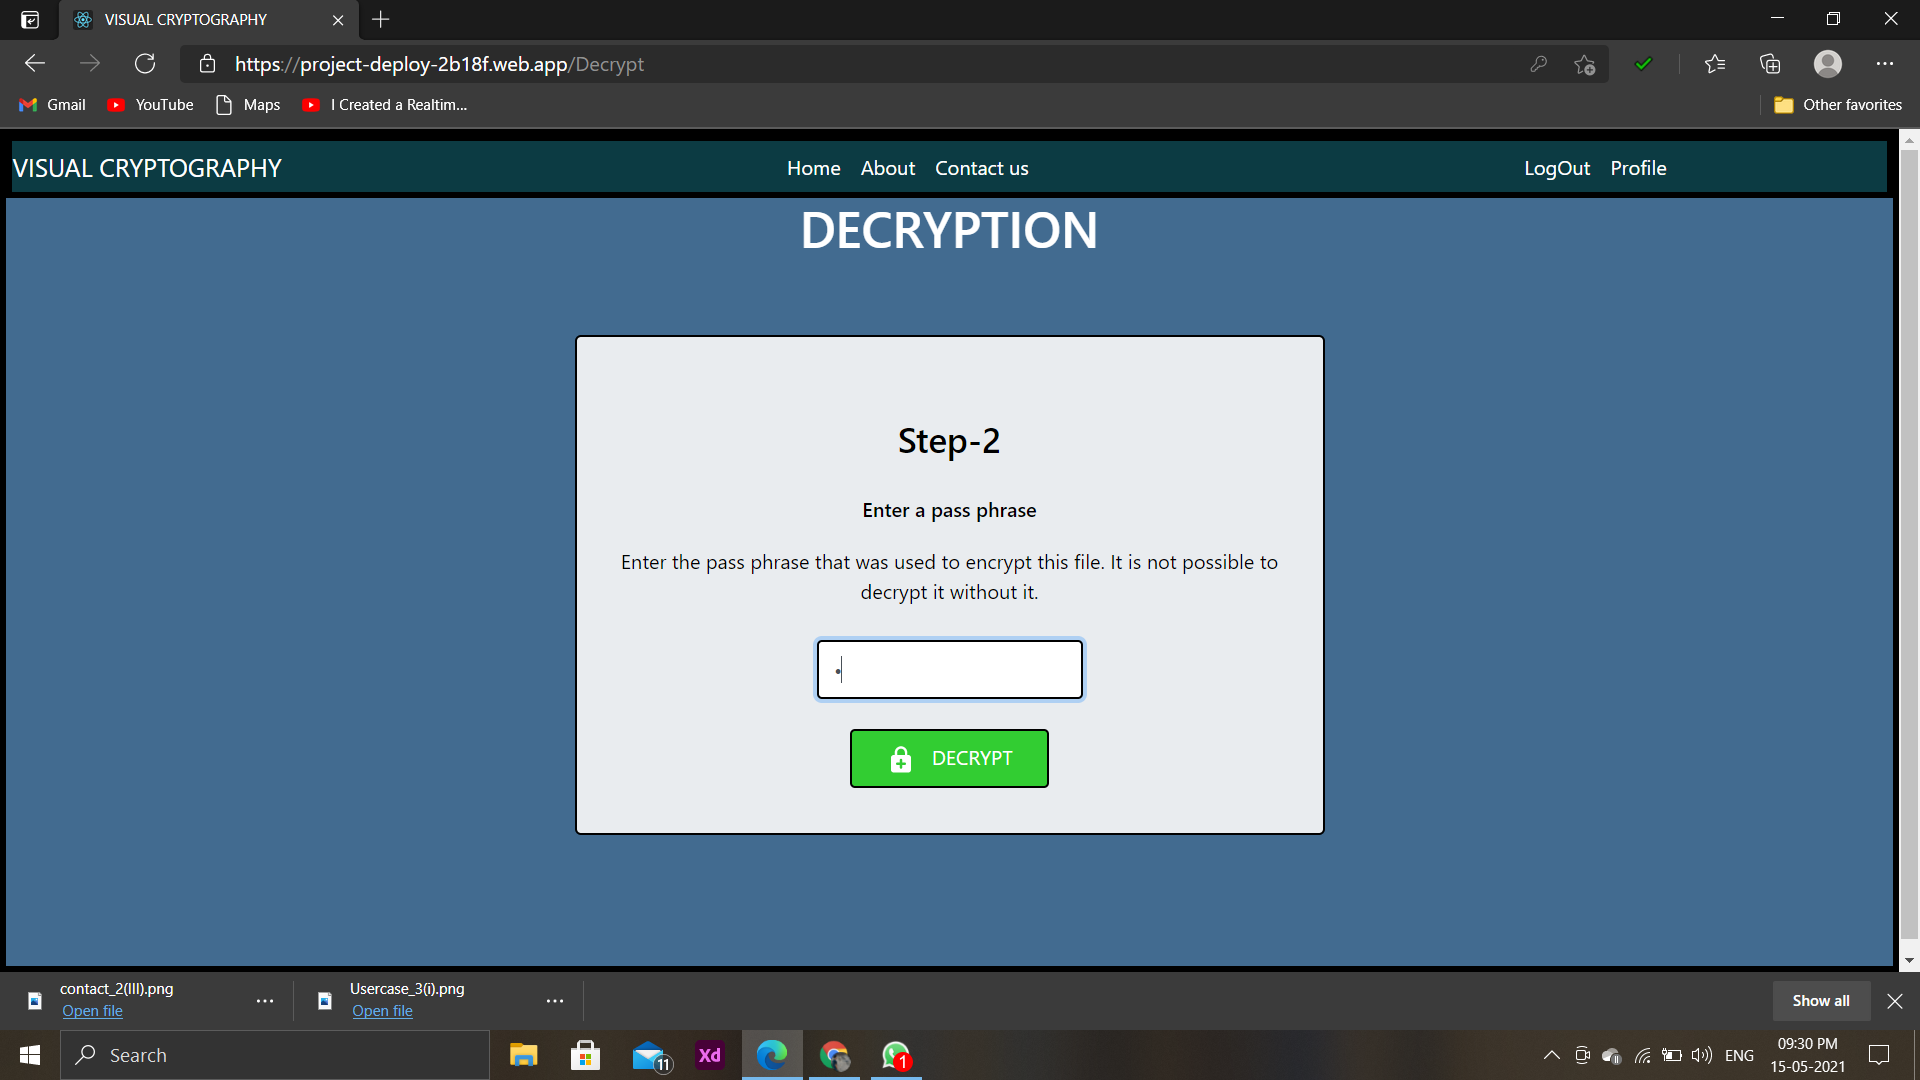 VISUAL CRYPTOGRAPHY
https://project-deploy-2b18f.web.app/Decrypt
Gmail
YouTube
Maps
I Created a Realtim...
Other favorites
VISUAL CRYPTOGRAPHY
Home
About
Contact us
LogOut
Profile
DECRYPTION
Step-2
Enter a pass phrase
Enter the pass phrase that was used to encrypt this file. It is not possible to
decrypt it without it.
DECRYPT
contact_2(III).png
Open file
Usercase_3(i).png
Open file
Show all
Search
11
Xd
1
ENG
09:30 PM
15-05-2021